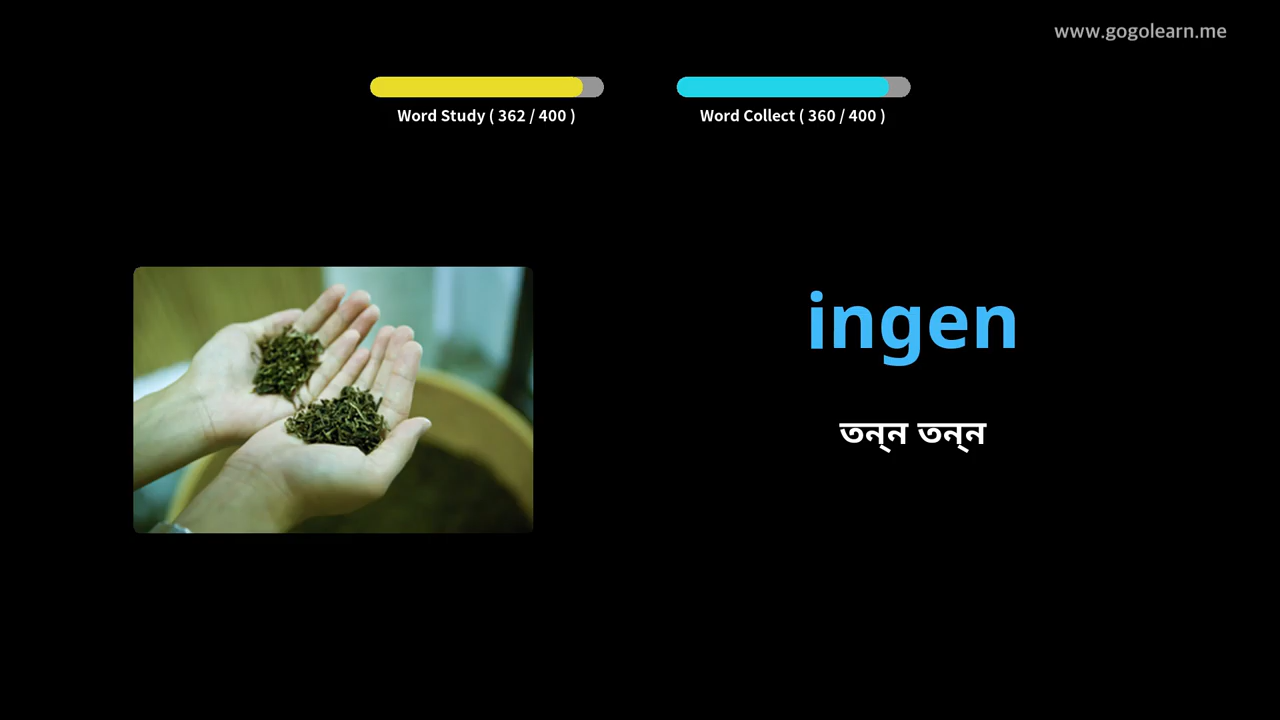 www.gogolearn.me
Word Study ( 362 / 400 )
Word Collect ( 360 / 400 )
ingen
তন্‌ন তন্‌ন